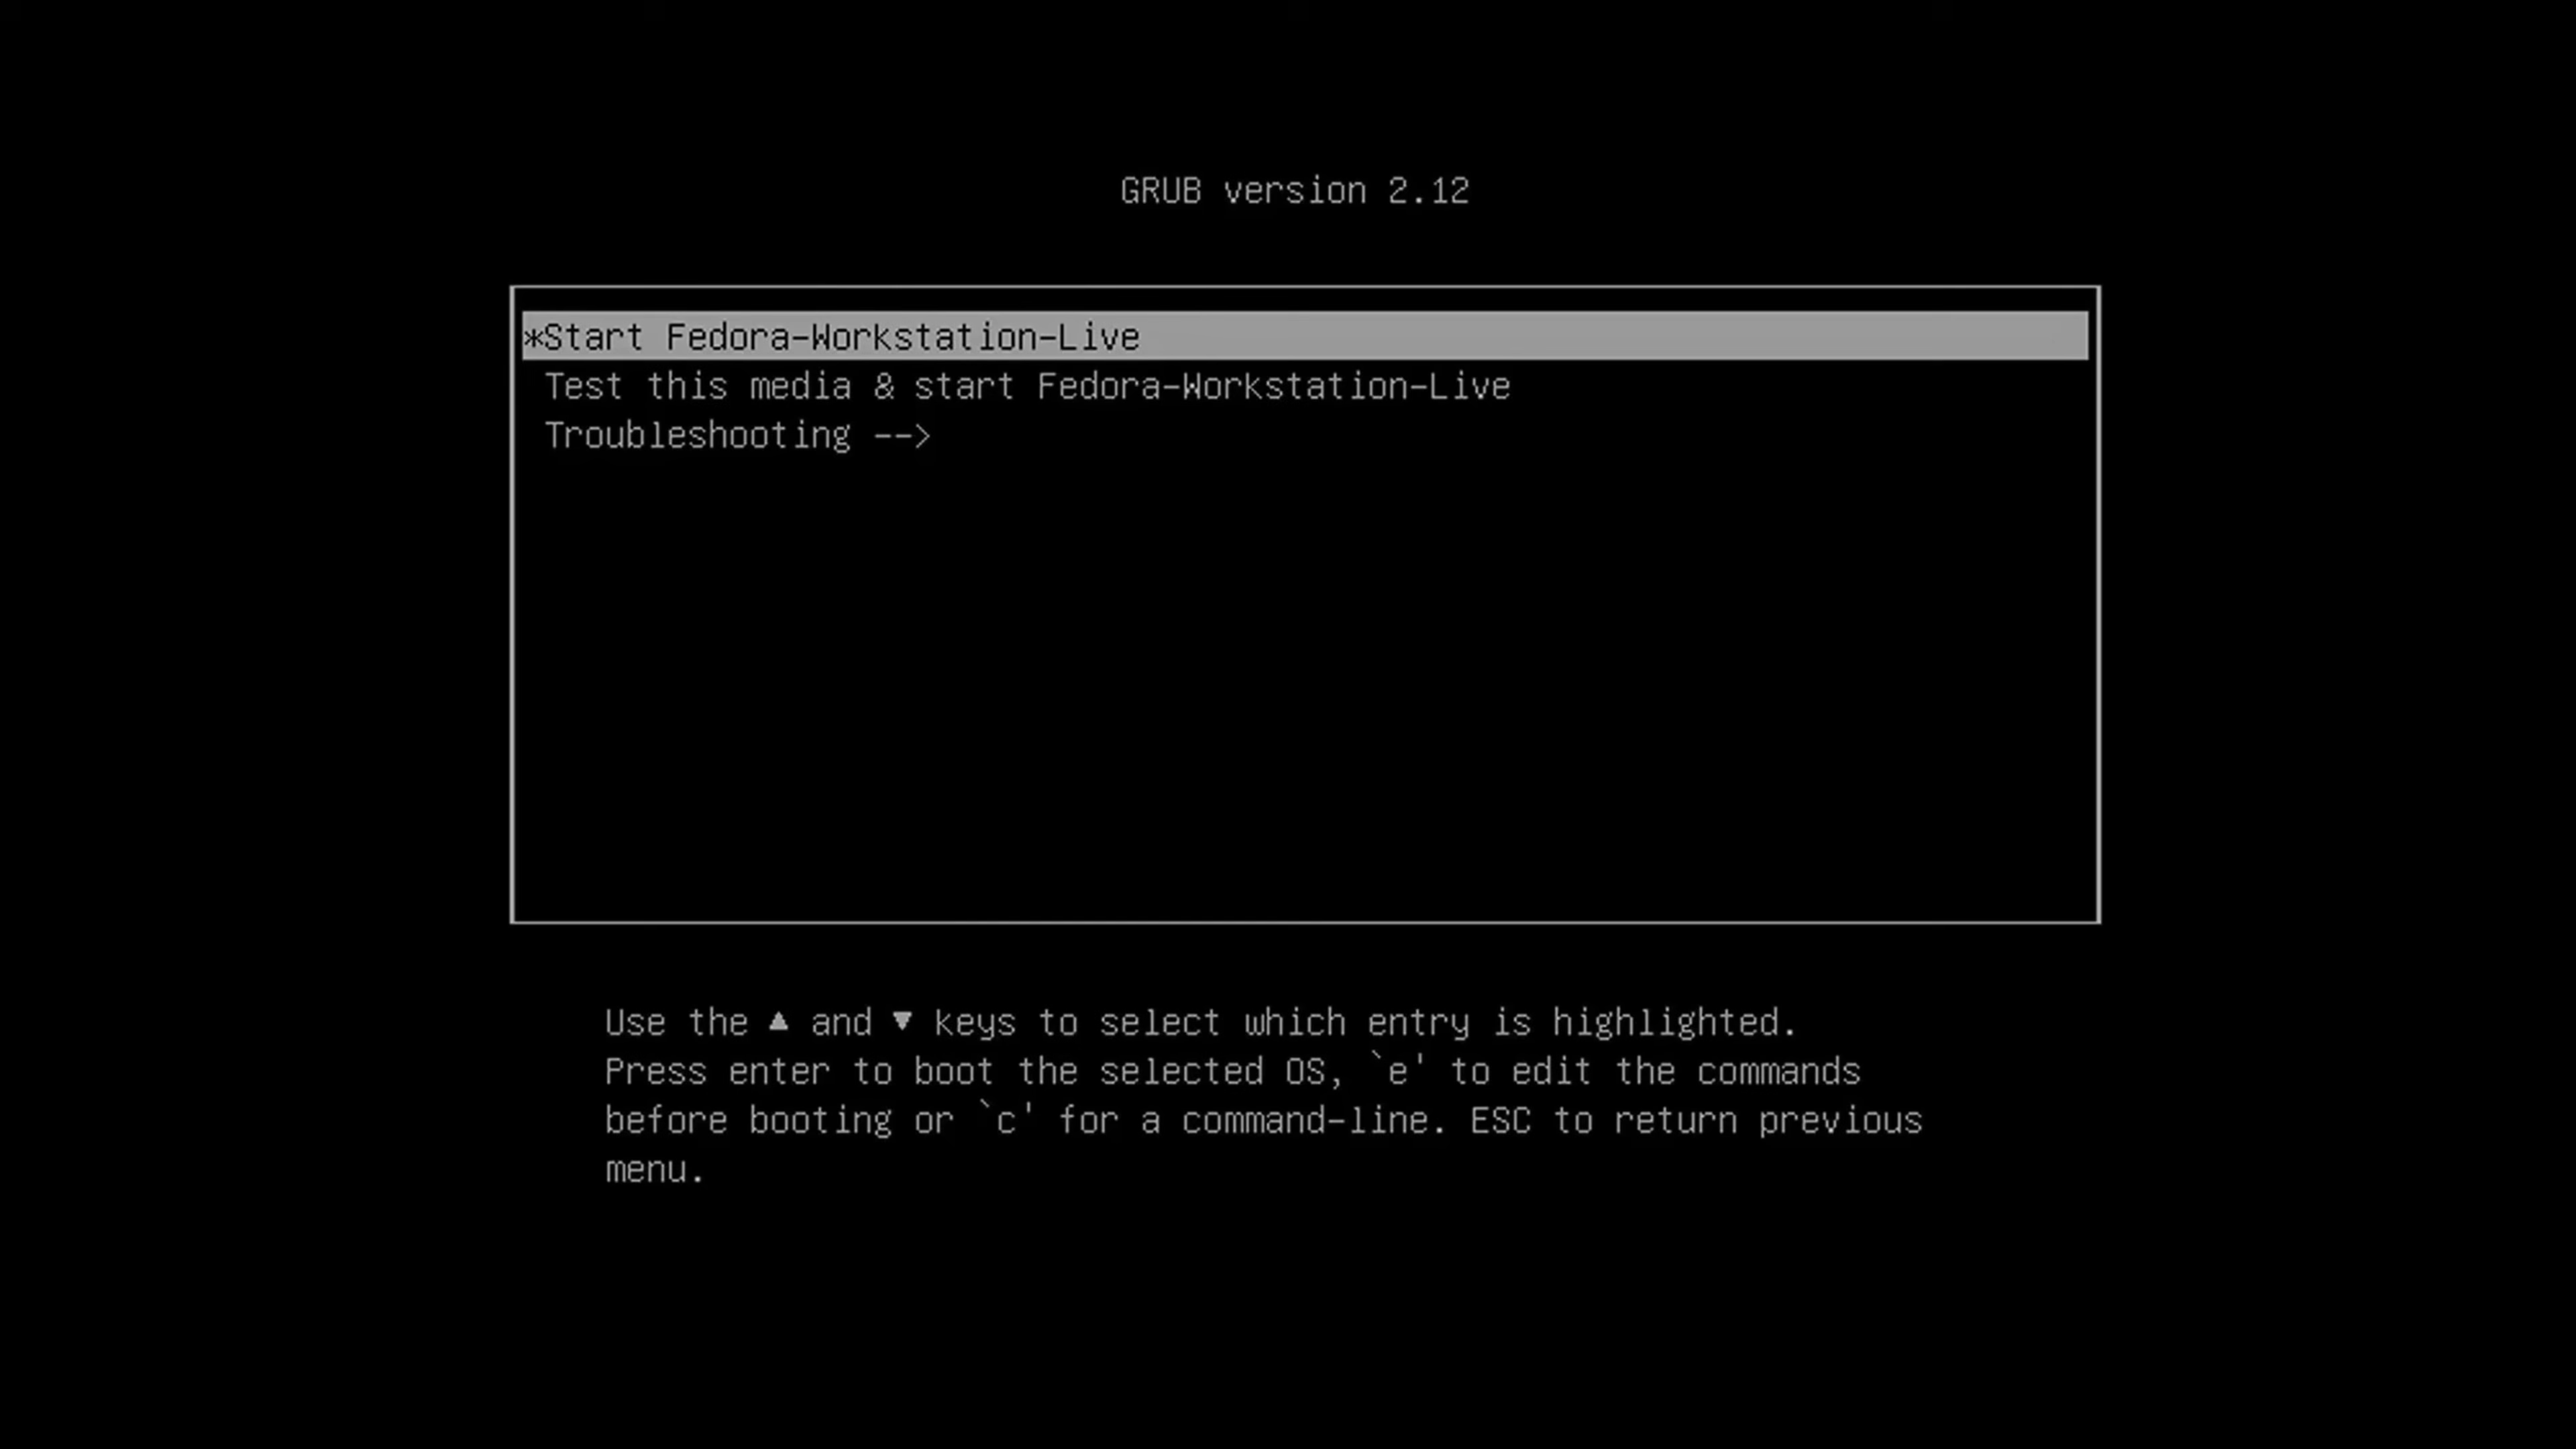 GRUB version 2.12
*Start Fedora-Workstation-Live
Test this media & start Fedora-Workstation-Live
Troubleshooting -->
Use the ▲ and ▼ keys to select which entry is highlighted.
Press enter to boot the selected OS, `e' to edit the commands
before booting or `c' for a command-line. ESC to return previous
menu.